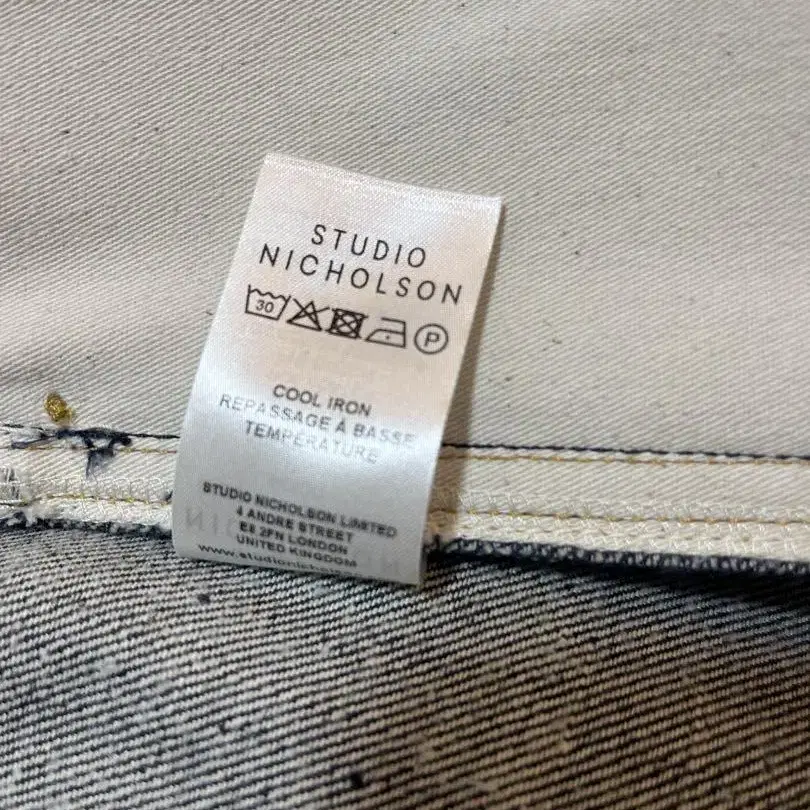 STUDIO
NICHOLSON
30 P
COOL IRON
REPASSAGE À BASSE
TEMPÉRATURE
STUDIO NICHOLSON LIMITED
4 ANDRE STREET
E8 2FN LONDON
UNITED KINGDOM